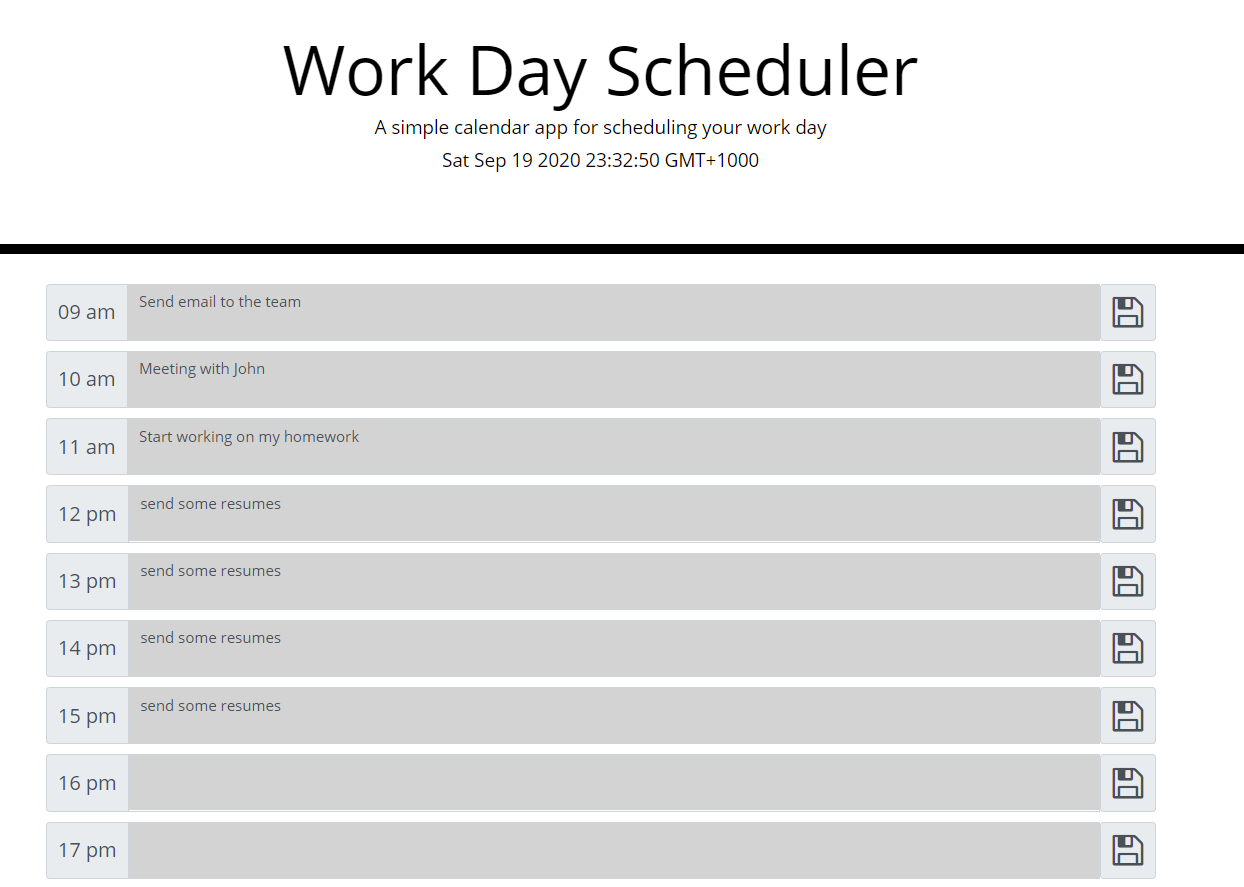 Work Day Scheduler
A simple calendar app for scheduling your work day
Sat Sep 19 2020 23:32:50 GMT+1000
09 am Send email to the team
10 am Meeting with John
11 am Start working on my homework
12 pm send some resumes
13 pm send some resumes
14 pm send some resumes
15 pm send some resumes
16 pm
17 pm